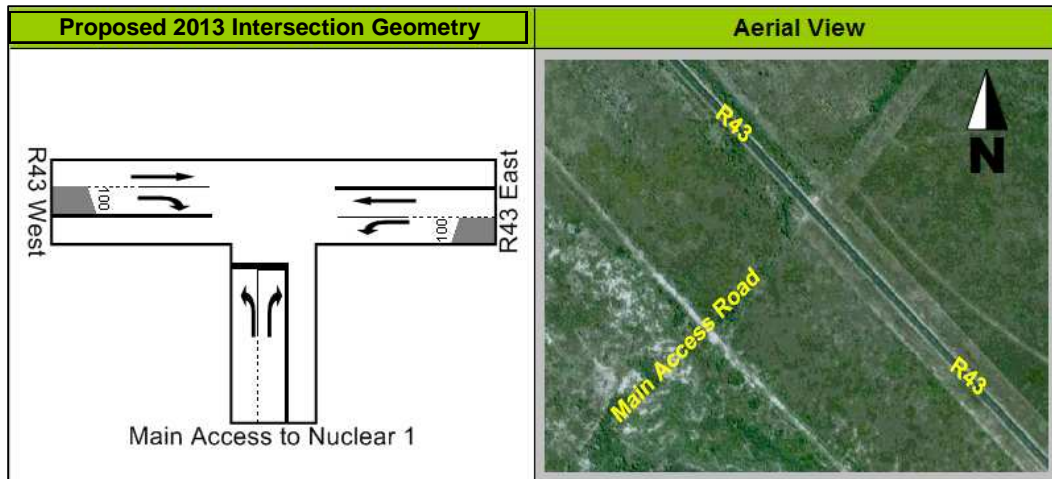 Proposed 2013 Intersection Geometry
Aerial View
R43 West
100
100
R43 East
Main Access to Nuclear 1
R43
N
Main Access Road
R43